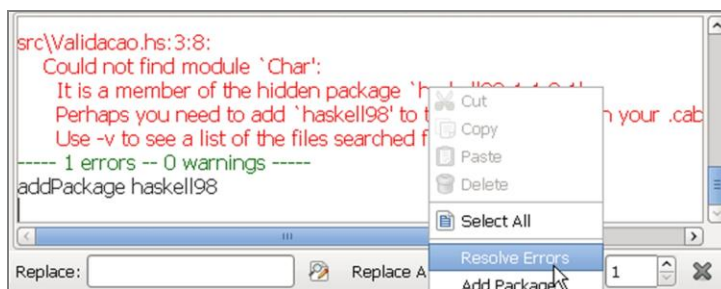 src\Validacao.hs:3:8:
Could not find module `Char':
It is a member of the hidden package
Perhaps you need to add `haskell98' to n your .cab
Use -v to see a list of the files searched
----- 1 errors -- 0 warnings -----
addPackage haskell98
Cut
Copy
Paste
Delete
Select All
Resolve Errors
Add Package
Replace: Replace A 1